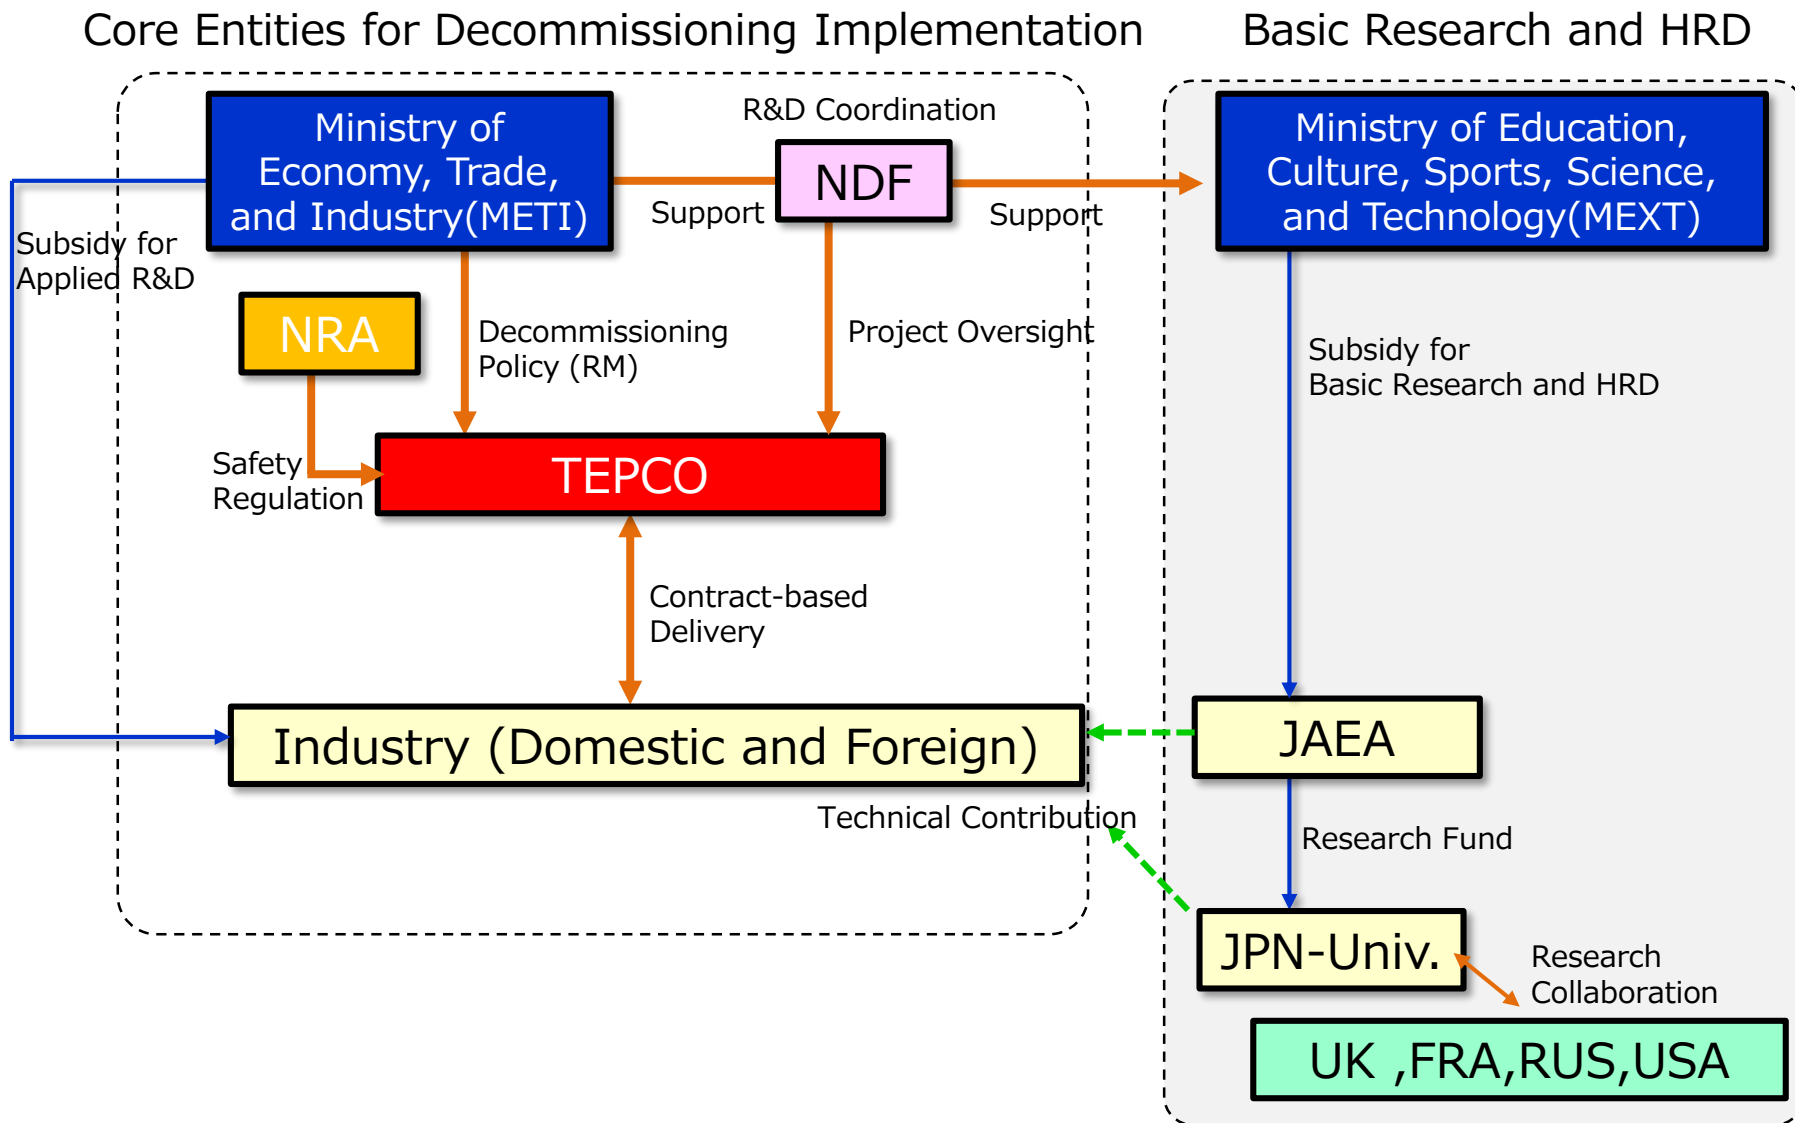 Core Entities for Decommissioning Implementation
Basic Research and HRD
Ministry of
Economy, Trade,
and Industry(METI)
R&D Coordination
NDF
Support
Support
Ministry of Education,
Culture, Sports, Science,
and Technology(MEXT)
Subsidy for
Applied R&D
NRA
Decommissioning
Policy (RM)
Project Oversight
Subsidy for
Basic Research and HRD
Safety
Regulation
TEPCO
Contract-based
Delivery
Industry (Domestic and Foreign)
JAEA
Technical Contribution
Research Fund
JPN-Univ.
Research
Collaboration
UK ,FRA,RUS,USA